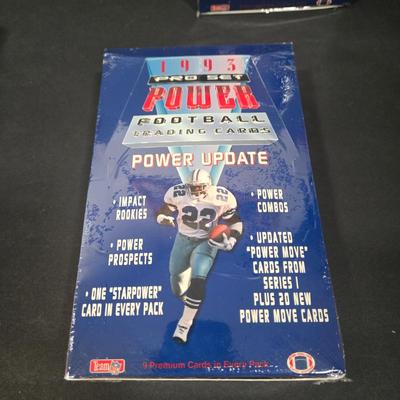 1993
PRO SET
POWER
FOOTBALL
TRADING CARDS
POWER UPDATE
• IMPACT
ROOKIES
• POWER
PROSPECTS
• ONE "STARPOWER"
CARD IN EVERY PACK
22
22
• POWER
COMBOS
• UPDATED
"POWER MOVE"
CARDS FROM
SERIES I
PLUS 20 NEW
POWER MOVE CARDS
Team NFL
9 Premium Cards in Every Pack